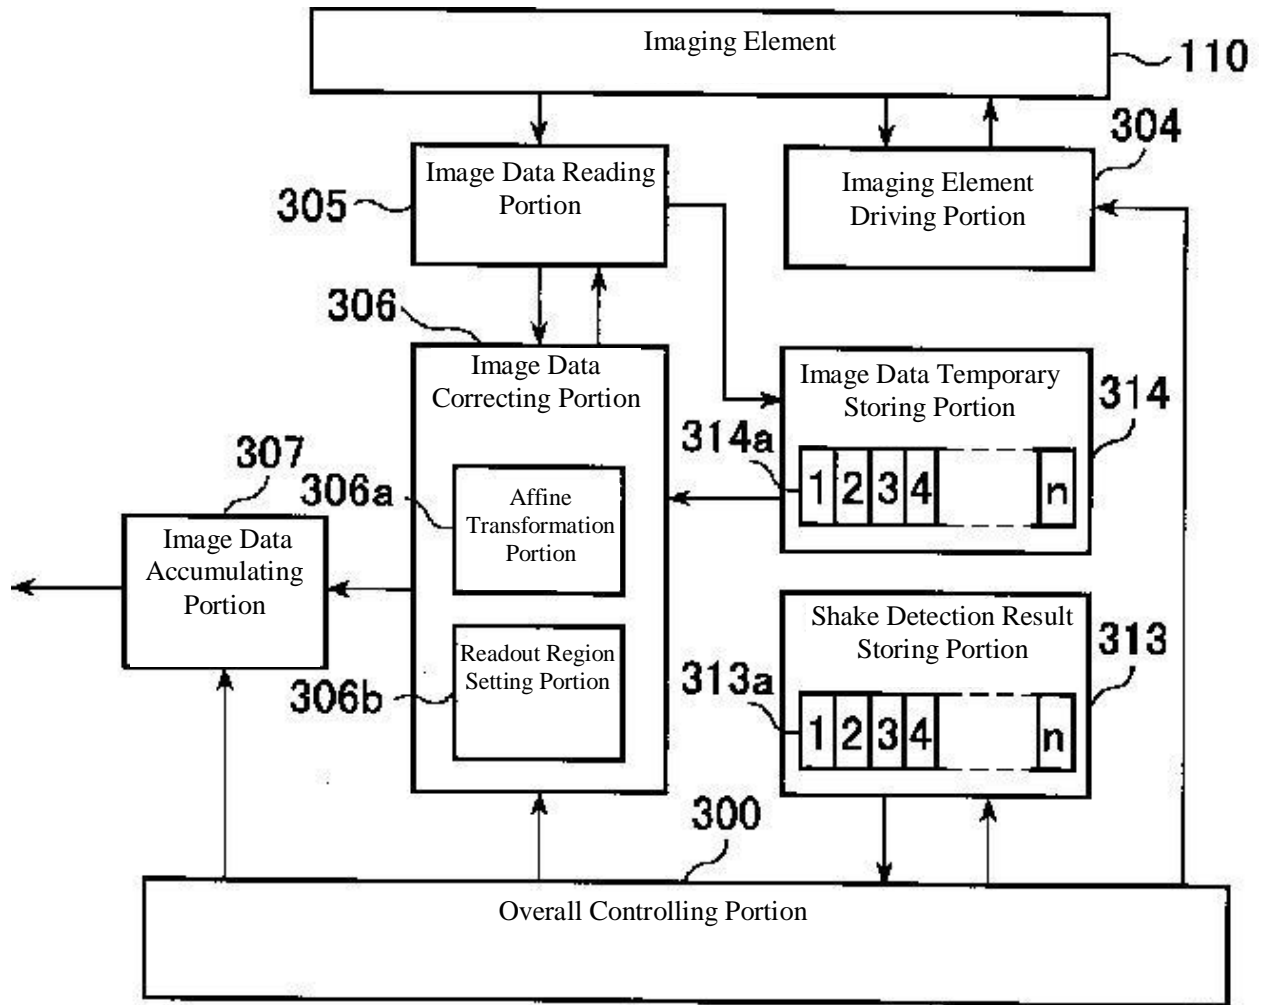 Imaging Element
110
304
Image Data Reading
Portion
305
Imaging Element
Driving Portion
306
Image Data
Correcting Portion
Image Data Temporary
Storing Portion
314
314a
1 2 3 4 n
307
306a
Affine
Transformation
Portion
Image Data
Accumulating
Portion
Shake Detection Result
Storing Portion
313
313a
1 2 3 4 n
Readout Region
Setting Portion
306b
300
Overall Controlling Portion